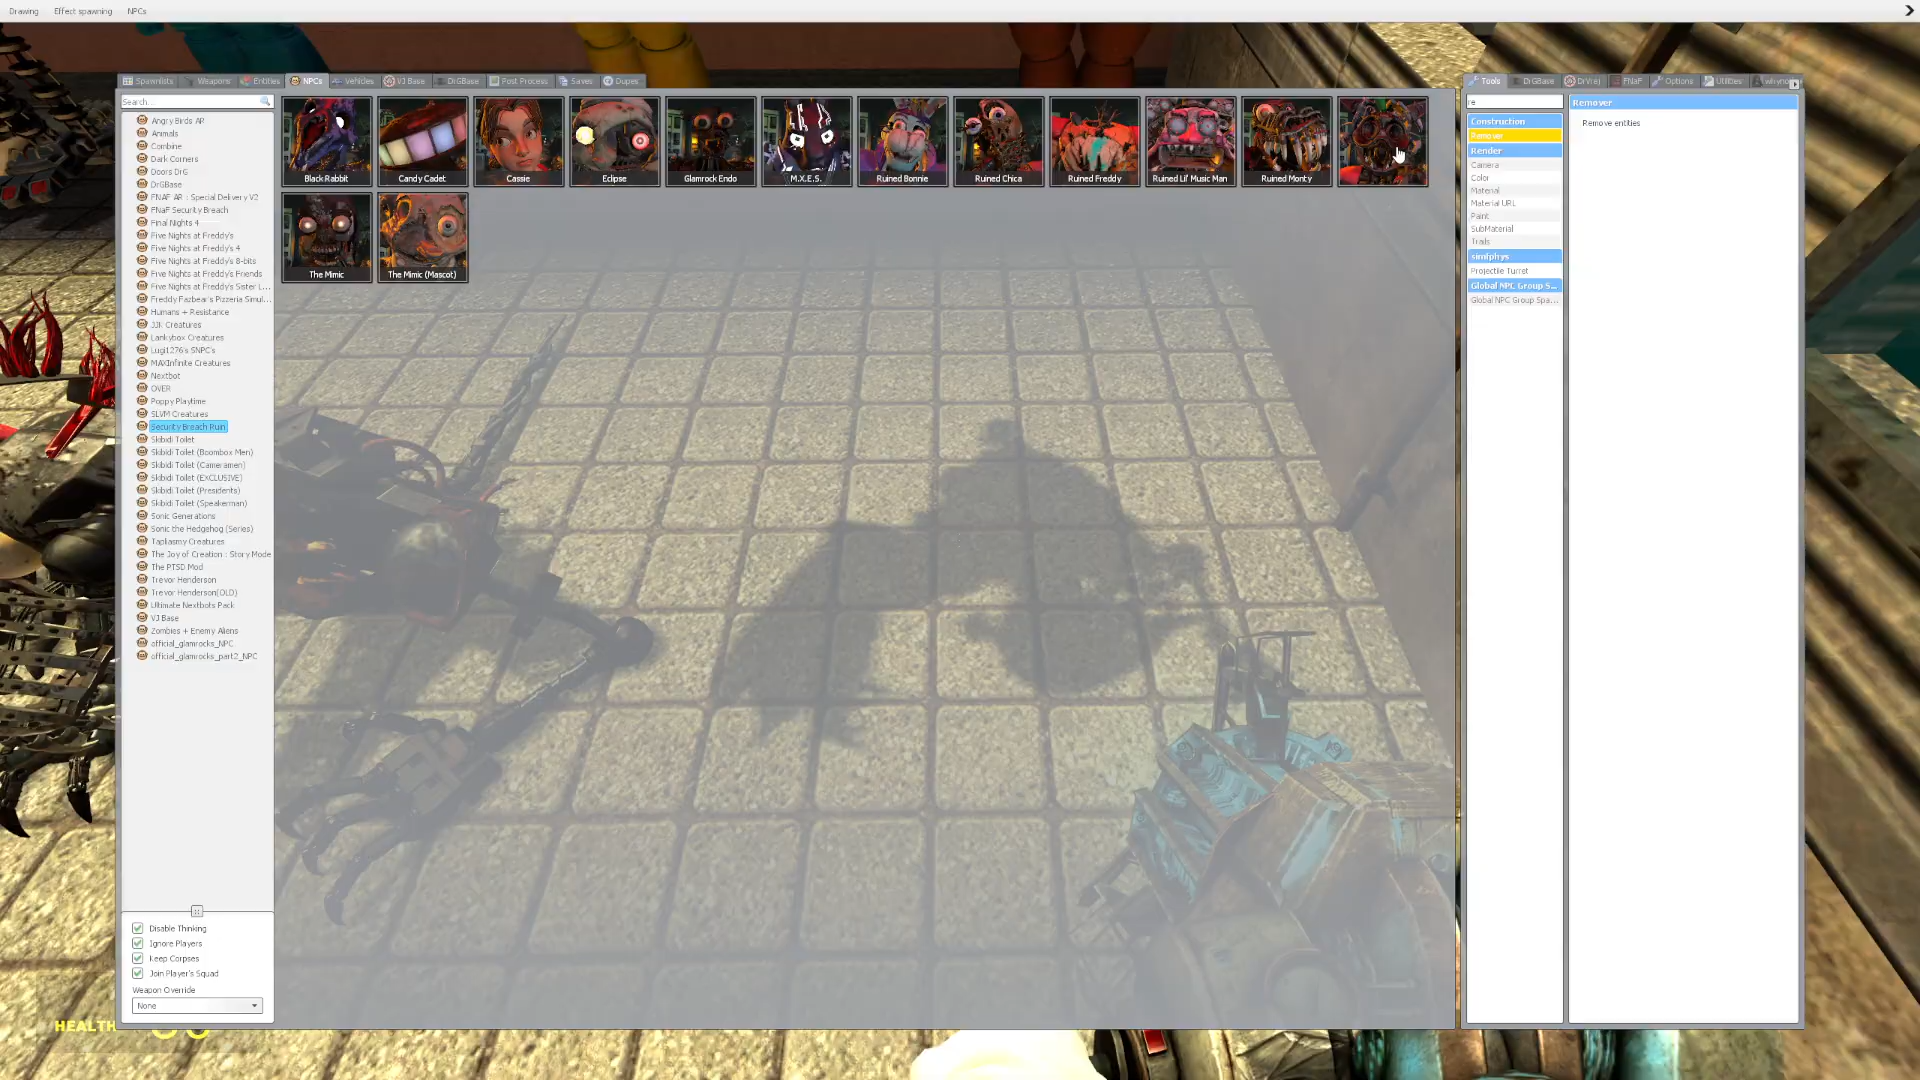 Drawing Effect spawning NPCs
Spawnlists Weapons Entities NPCs Vehicles VJ Base DrGBase Post Process Saves Dupes
Search...
Angry Birds AR
Animals
Combine
Dark Corners
Doors DrG
DrGBase
FNAF AR : Special Delivery V2
FNaF Security Breach
Final Nights 4
Five Nights at Freddy's
Five Nights at Freddy's 4
Five Nights at Freddy's 8-bits
Five Nights at Freddy's Friends
Five Nights at Freddy's Sister L...
Freddy Fazbear's Pizzeria Simul...
Humans + Resistance
JJK Creatures
Lankybox Creatures
Lugi1276's SNPC's
MAXInfinite Creatures
Nextbot
OVER
Poppy Playtime
SLVM Creatures
Security Breach Ruin
Skibidi Toilet
Skibidi Toilet (Boombox Men)
Skibidi Toilet (Cameramen)
Skibidi Toilet (EXCLUSIVE)
Skibidi Toilet (Presidents)
Skibidi Toilet (Speakerman)
Sonic Generations
Sonic the Hedgehog (Series)
Tapliasmy Creatures
The Joy of Creation : Story Mode
The PTSD Mod
Trevor Henderson
Trevor Henderson(OLD)
Ultimate Nextbots Pack
VJ Base
Zombies + Enemy Aliens
official_glamrocks_NPC
official_glamrocks_part2_NPC
Disable Thinking
Ignore Players
Keep Corpses
Join Player's Squad
Weapon Override
None
HEALTH
Black Rabbit Candy Cadet Cassie Eclipse Glamrock Endo M.X.E.S. Ruined Bonnie Ruined Chica Ruined Freddy Ruined Lil' Music Man Ruined Monty
The Mimic The Mimic (Mascot)
Tools DrGBase DrVrej FNaF Options Utilities
re
Construction
Remover
Render
Camera
Color
Material
Material URL
Paint
SubMaterial
Trails
simfphys
Projectile Turret
Global NPC Group S...
Global NPC Group Spa...
Remover
Remove entities